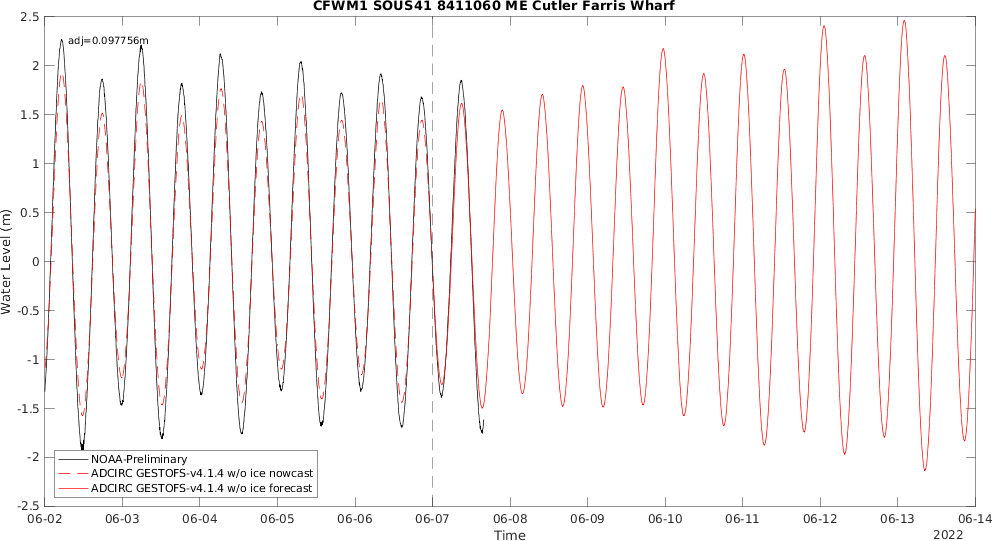 CFWM1 SOUS41 8411060 ME Cutler Farris Wharf
adj=0.097756m
2.5
2
1.5
1
0.5
0
-0.5
-1
-1.5
-2
-2.5
Water Level (m)
NOAA-Preliminary
ADCIRC GESTOFS-v4.1.4 w/o ice nowcast
ADCIRC GESTOFS-v4.1.4 w/o ice forecast
06-02 06-03 06-04 06-05 06-06 06-07 06-08 06-09 06-10 06-11 06-12 06-13 06-14
Time
2022